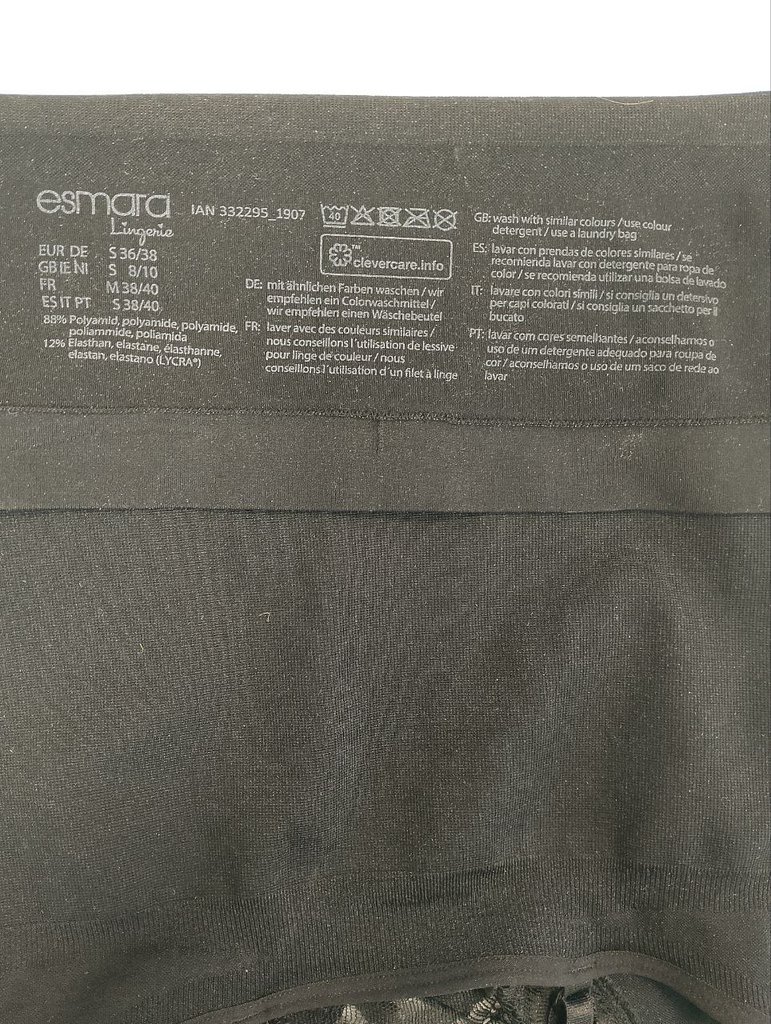 esmara
Lingerie
IAN 332295_1907
40
™
clevercare.info
EUR DE S 36/38
GB IE NI S 8/10
FR M 38/40
ES IT PT S 38/40
88% Polyamid, polyamide, polyamide,
poliammide, poliamida
12% Elasthan, elastane, élasthanne,
elastan, elastano (LYCRA®)
DE: mit ähnlichen Farben waschen / wir
empfehlen ein Colorwaschmittel /
wir empfehlen einen Wäschebeutel
FR: laver avec des couleurs similaires /
nous conseillons l'utilisation de lessive
pour linge de couleur / nous
conseillons l'utilisation d'un filet à linge
GB: wash with similar colours / use colour
detergent / use a laundry bag
ES: lavar con prendas de colores similares / se
recomienda lavar con detergente para ropa de
color / se recomienda utilizar una bolsa de lavado
IT: lavare con colori simili / si consiglia un detersivo
per capi colorati / si consiglia un sacchetto per il
bucato
PT: lavar com cores semelhantes / aconselhamos o
uso de um detergente adequado para roupa de
cor / aconselhamos o uso de um saco de rede ao
lavar